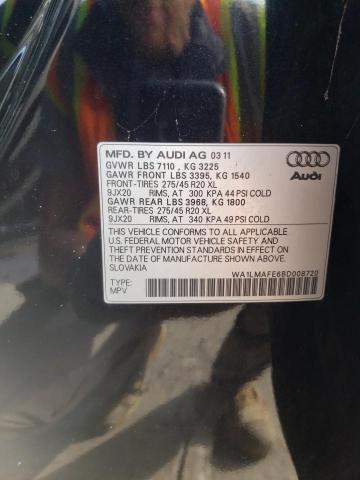 MFD. BY AUDI AG 03 11
GVWR LBS 7110 , KG 3225
GAWR FRONT LBS 3395, KG 1540
FRONT-TIRES 275/45 R20 XL
9JX20 RIMS, AT 300 KPA 44 PSI COLD
GAWR REAR LBS 3968, KG 1800
REAR-TIRES 275/45 R20 XL
9JX20 RIMS, AT 340 KPA 49 PSI COLD
Audi
THIS VEHICLE CONFORMS TO ALL APPLICABLE
U.S. FEDERAL MOTOR VEHICLE SAFETY AND
THEFT PREVENTION STANDARDS IN EFFECT ON
THE DATE OF MANUFACTURE SHOWN ABOVE.
SLOVAKIA
WA1LMAFE6BD008720
TYPE:
MPV